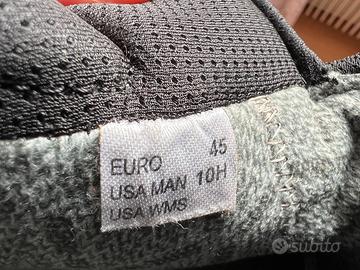 EURO 45
USA MAN 10H
USA WMS
subito